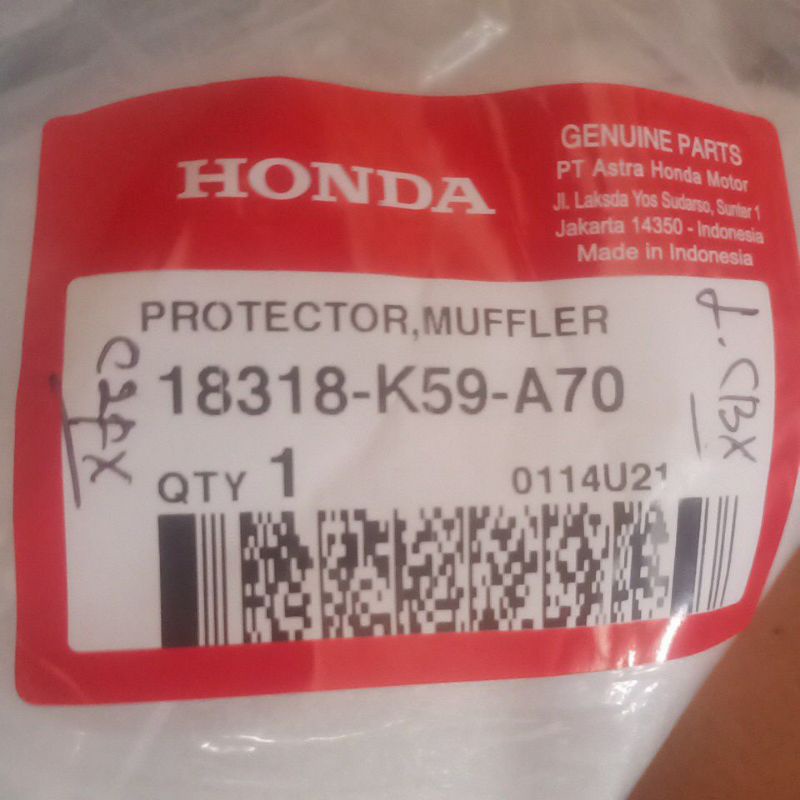 HONDA
GENUINE PARTS
PT Astra Honda Motor
Jl. Laksda Yos Sudarso, Sunter 1
Jakarta 14350 - Indonesia
Made in Indonesia
PROTECTOR,MUFFLER
18318-K59-A70
QTY 1
0114U21
CBX